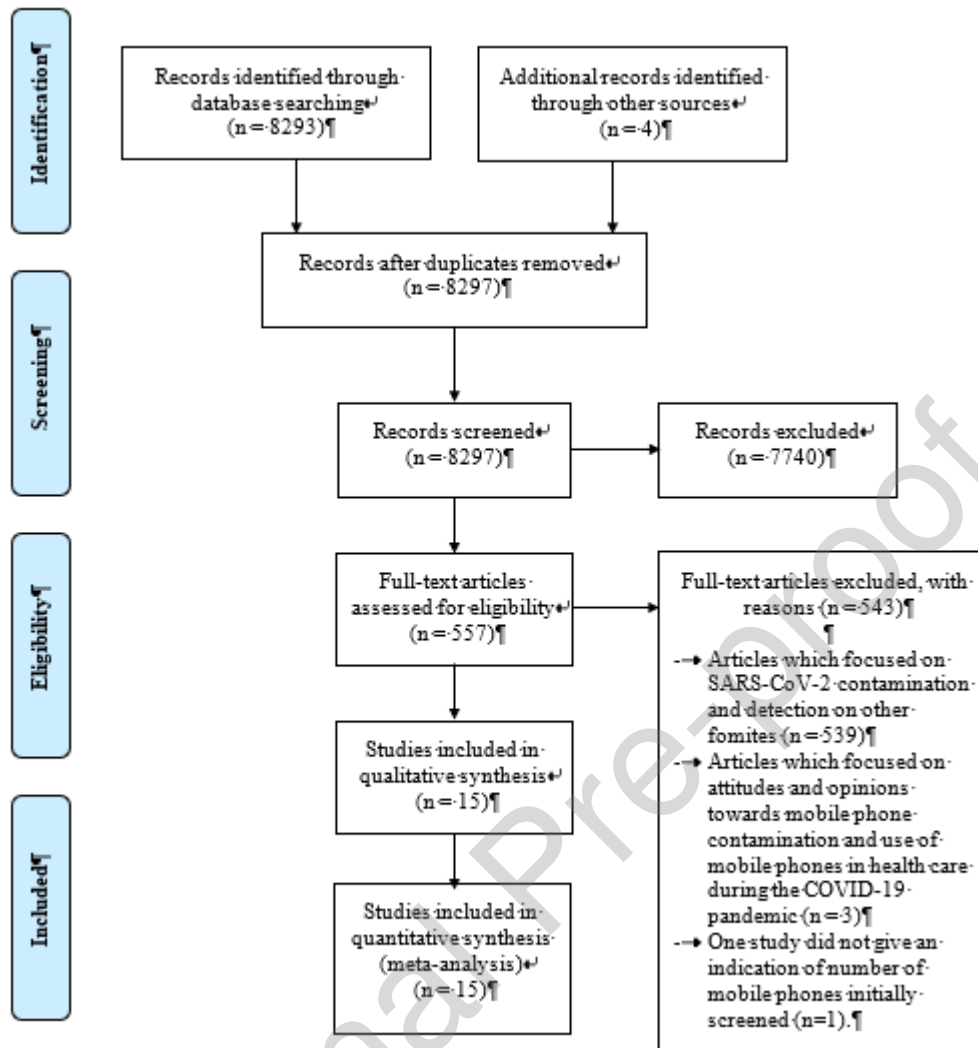 Identification¶
Records·identified·through·
database·searching↵
(n=·8293)¶
Additional·records·identified·
through·other·sources↵
(n=·4)¶
Records·after·duplicates·removed↵
(n=·8297)¶
Screening¶
Records·screened↵
(n=·8297)¶
Records·excluded↵
(n=·7740)¶
Eligibility¶
Full-text·articles·
assessed·for·eligibility↵
(n=·557)¶
Full-text·articles·excluded,·with·
reasons·(n=·543)¶
¶
-→ Articles·which·focused·on·
SARS-CoV-2·contamination·
and·detection·on·other·
fomites·(n=·539)¶
-→ Articles·which·focused·on·
attitudes·and·opinions·
towards·mobile·phone·
contamination·and·use·of·
mobile·phones·in·health·care·
during·the·COVID-19·
pandemic·(n=·3)¶
-→ One·study·did·not·give·an·
indication·of·number·of·
mobile·phones·initially·
screened·(n=1).¶
Studies·included·in·
qualitative·synthesis↵
(n=·15)¶
Included¶
Studies·included·in·
quantitative·synthesis·
(meta-analysis)↵
(n=·15)¶
nal Pre-proof